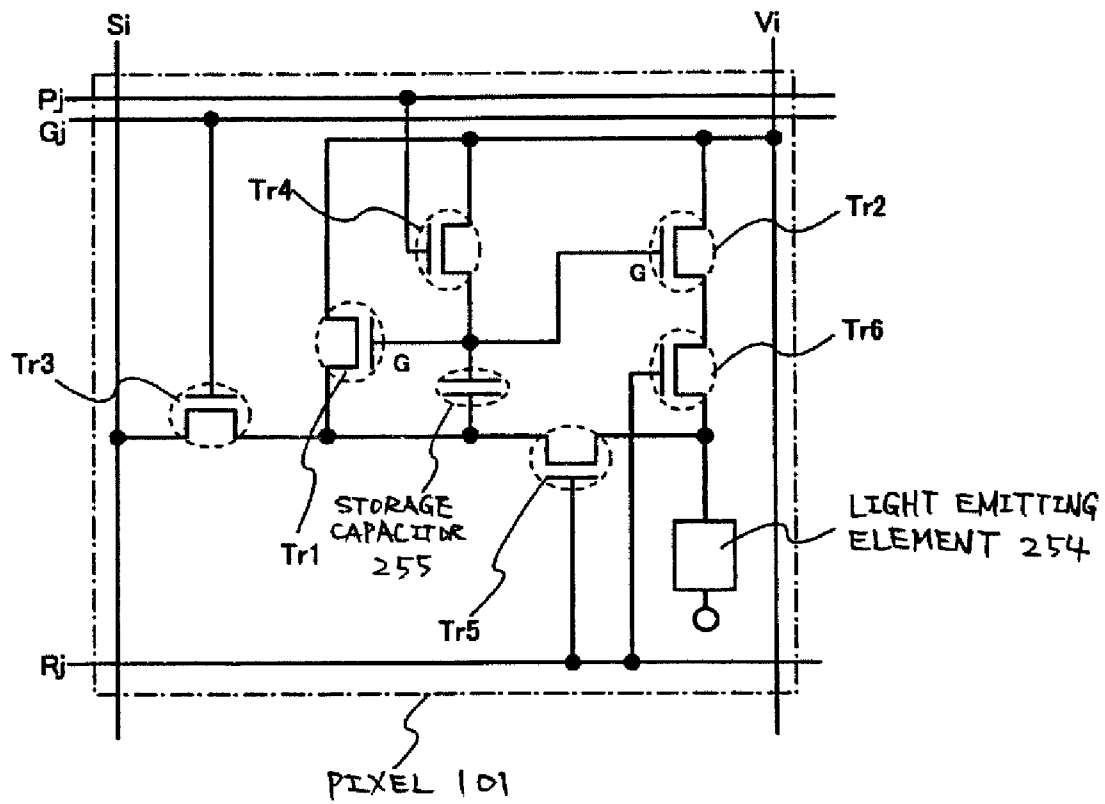 Si
Vi
Pj
Gj
Tr4
Tr2
G
Tr6
Tr3
G
STORAGE
CAPACITOR
255
LIGHT EMITTING
ELEMENT 254
Tr1
Tr5
Rj
PIXEL 101